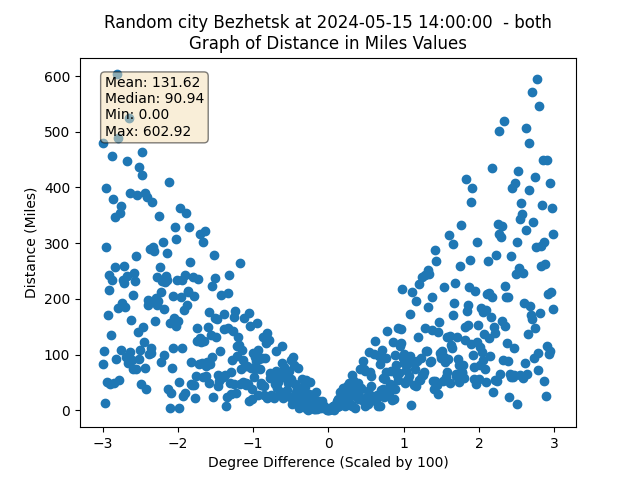 Random city Bezhetsk at 2024-05-15 14:00:00  - both
Graph of Distance in Miles Values
Mean: 131.62
Median: 90.94
Min: 0.00
Max: 602.92
Distance (Miles)
600
500
400
300
200
100
0
−3 −2 −1 0 1 2 3
Degree Difference (Scaled by 100)